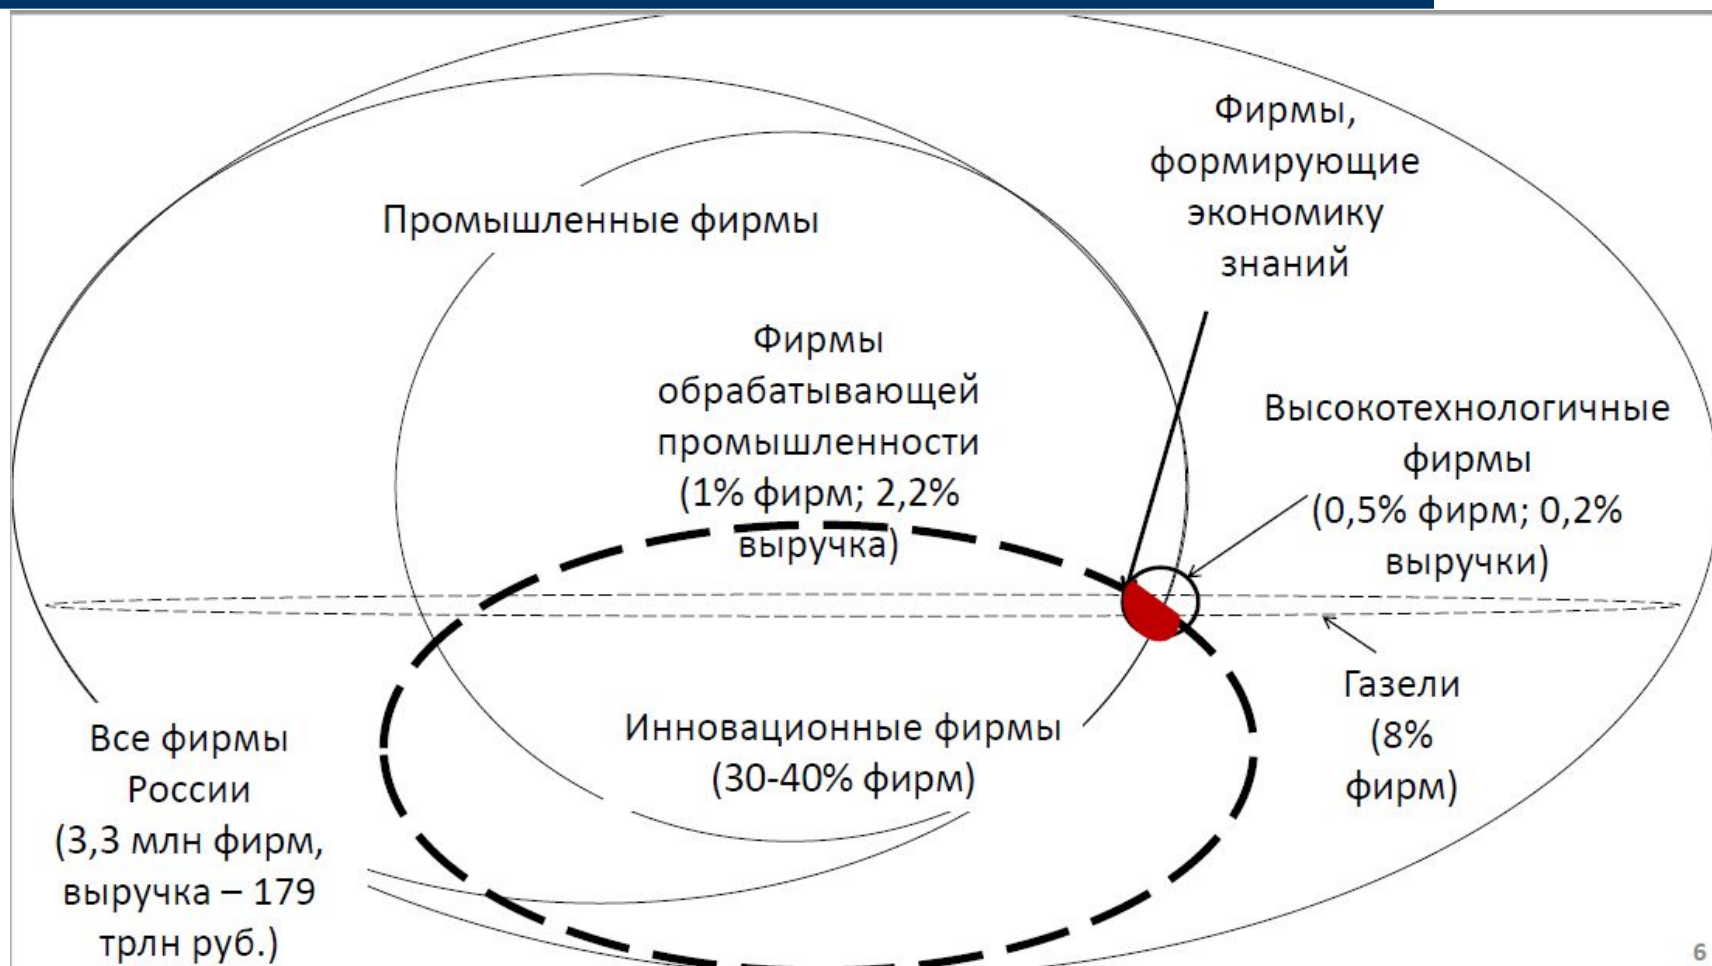 Фирмы,
формирующие
экономику
знаний
Промышленные фирмы
Фирмы
обрабатывающей
промышленности
(1% фирм; 2,2%
выручка)
Высокотехнологичные
фирмы
(0,5% фирм; 0,2%
выручки)
Газели
(8%
фирм)
Инновационные фирмы
(30-40% фирм)
Все фирмы
России
(3,3 млн фирм,
выручка – 179
трлн руб.)
6